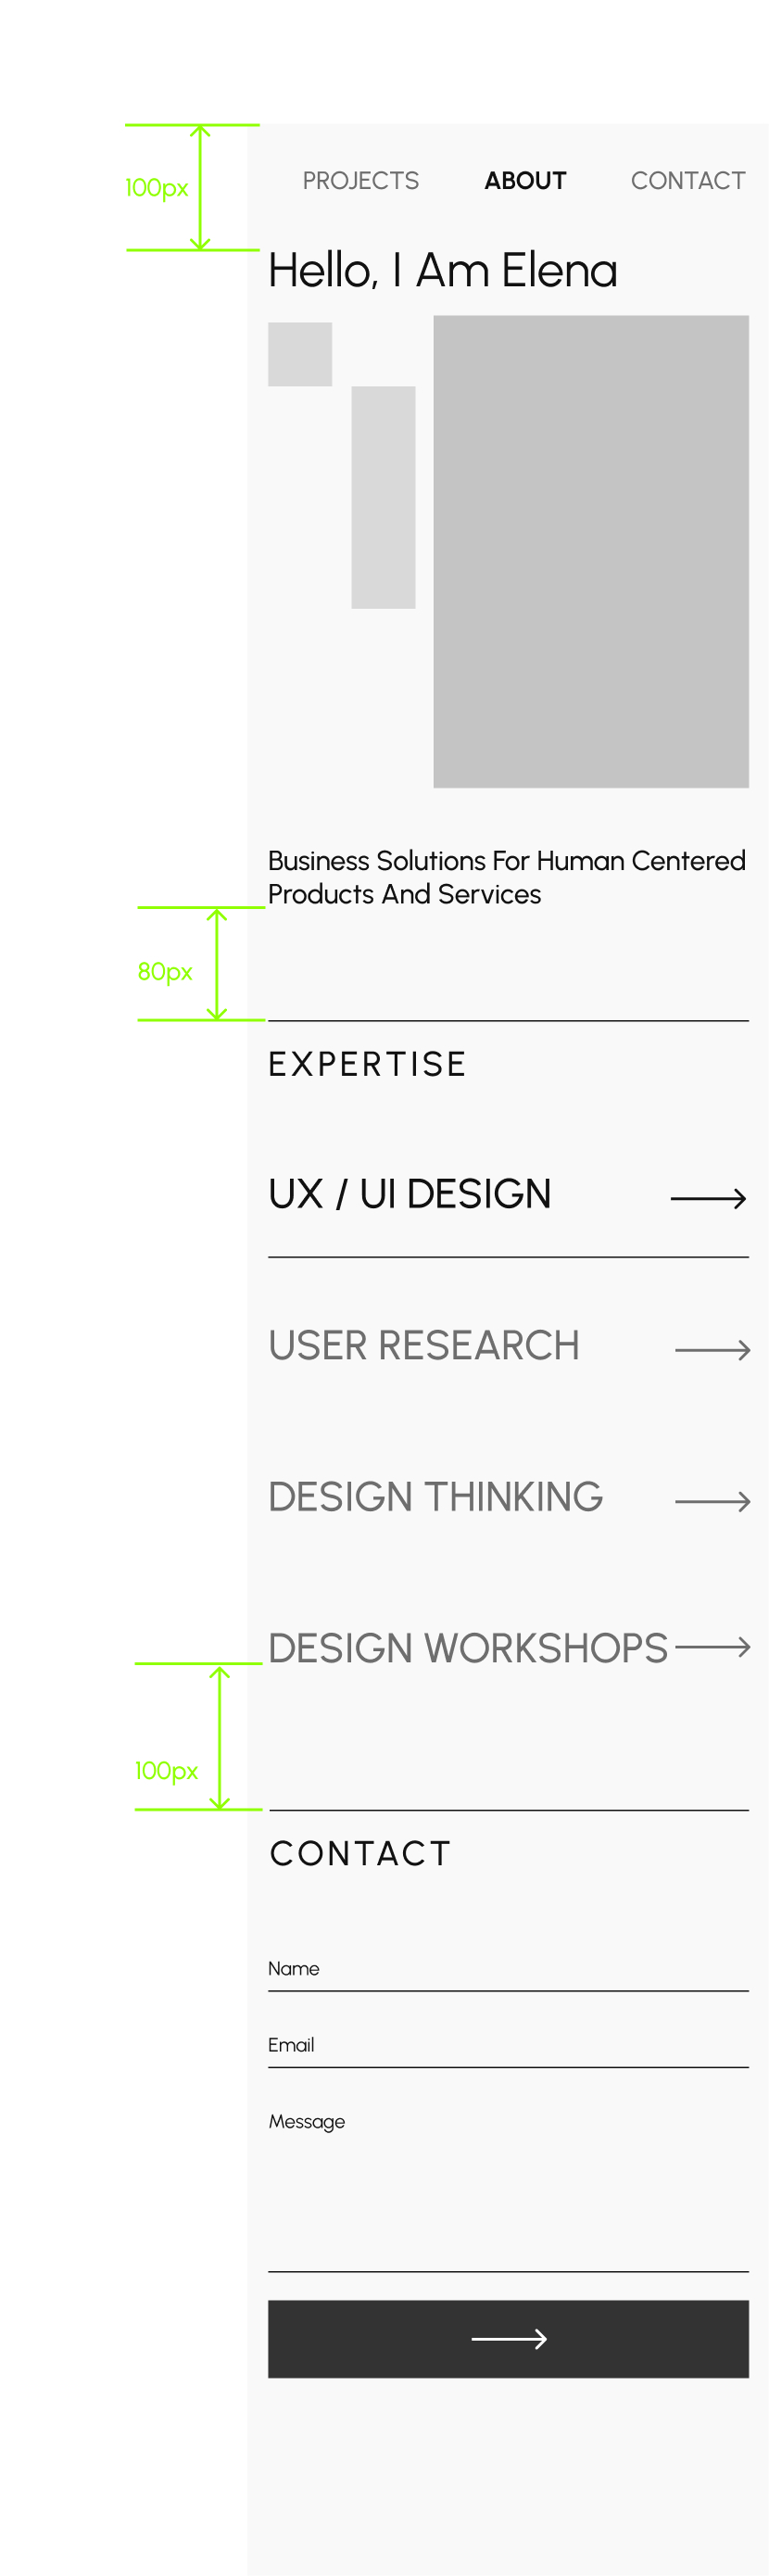 100px
PROJECTS ABOUT CONTACT
Hello, I Am Elena
Business Solutions For Human Centered
Products And Services
80px
EXPERTISE
UX / UI DESIGN
USER RESEARCH
DESIGN THINKING
DESIGN WORKSHOPS
100px
CONTACT
Name
Email
Message